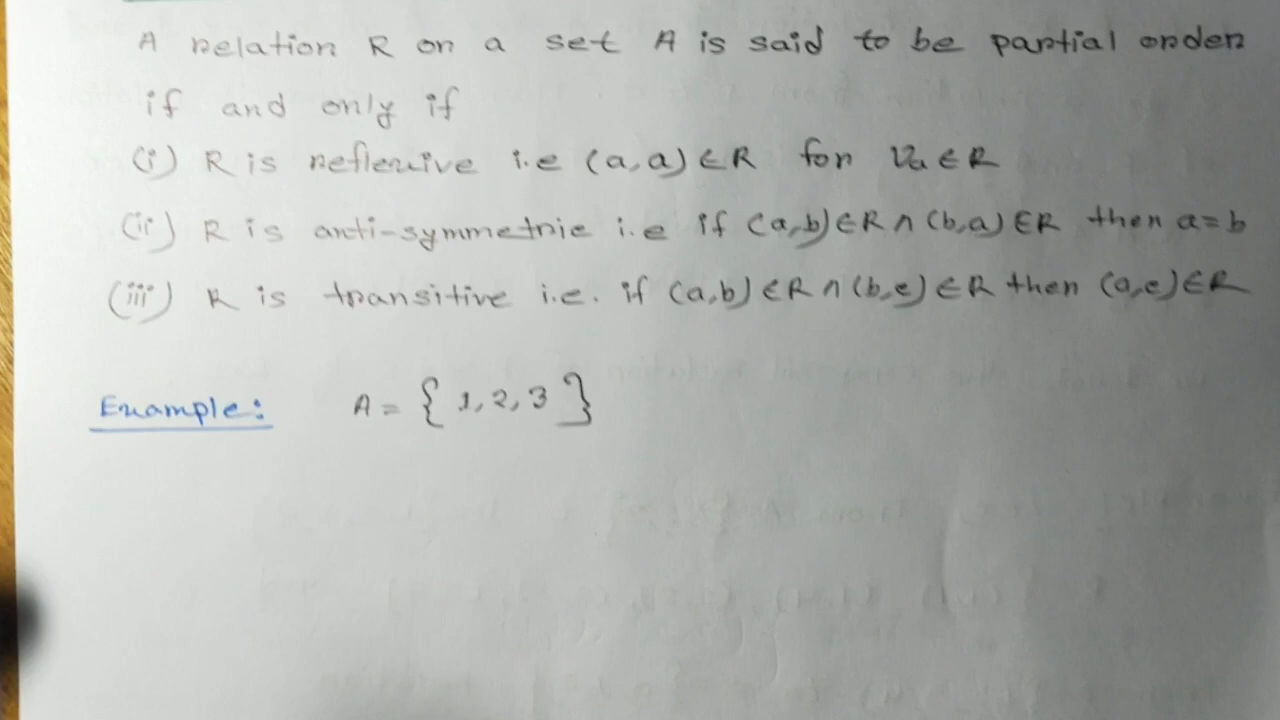 A relation R on a set A is said to be partial order
if and only if
(i) R is reflexive i.e (a,a) ∈ R for ∀a ∈ R
(ii) R is anti-symmetric i.e if (a,b) ∈ R ∧ (b,a) ∈ R then a=b
(iii) R is transitive i.e. if (a,b) ∈ R ∧ (b,c) ∈ R then (a,c) ∈ R
Example: A = { 1, 2, 3 }